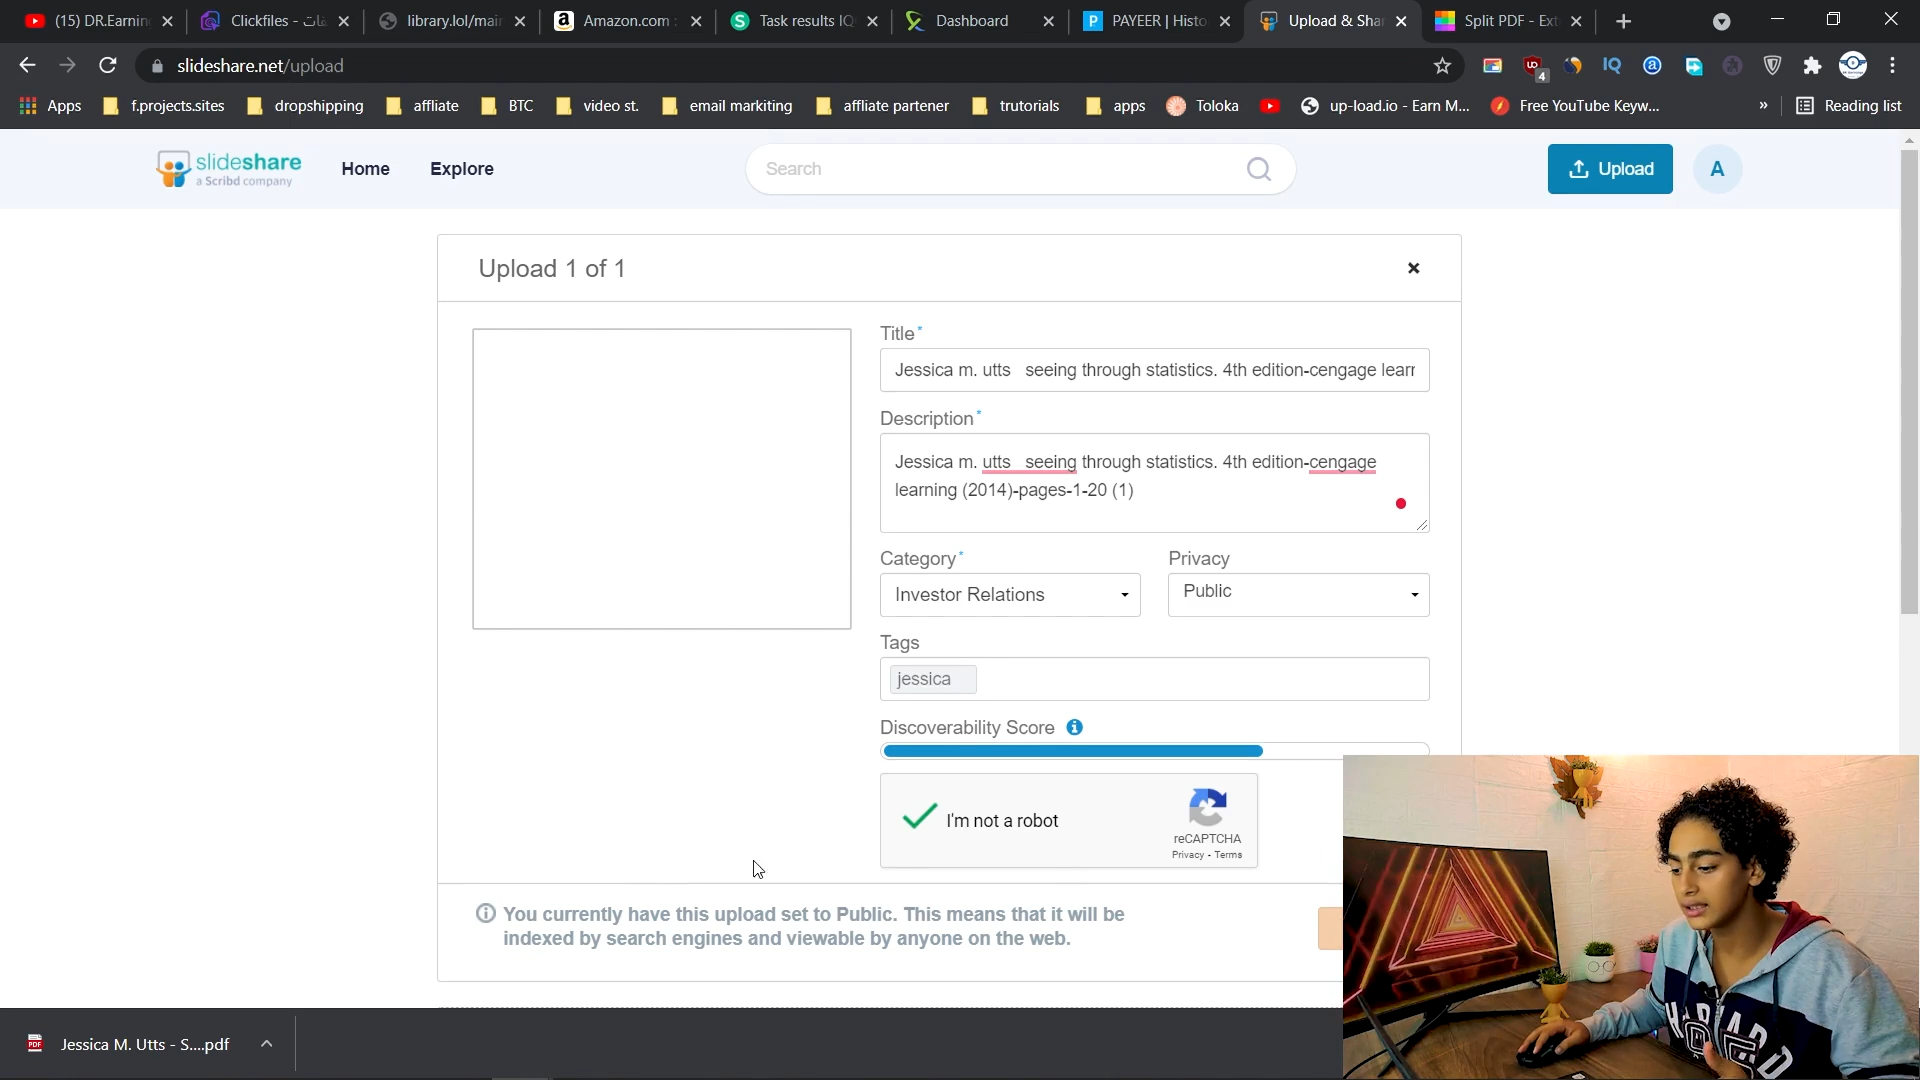 (15) DR.Earnin
Clickfiles - ملفات
library.lol/mai
Amazon.com :
Task results IQ
Dashboard
PAYEER | Histo
Upload & Shar
Split PDF - Ext
slideshare.net/upload
4
Apps
f.projects.sites
dropshipping
affliate
BTC
video st.
email markiting
affliate partener
trutorials
apps
Toloka
up-load.io - Earn M...
Free YouTube Keyw...
»
Reading list
slideshare
a Scribd company
Home
Explore
Search
Upload
A
Upload 1 of 1
Title*
Jessica m. utts   seeing through statistics. 4th edition-cengage learr
Description*
Jessica m. utts   seeing through statistics. 4th edition-cengage
learning (2014)-pages-1-20 (1)
Category*
Privacy
Investor Relations
Public
Tags
jessica
Discoverability Score
I'm not a robot
reCAPTCHA
Privacy - Terms
You currently have this upload set to Public. This means that it will be
indexed by search engines and viewable by anyone on the web.
Jessica M. Utts - S....pdf